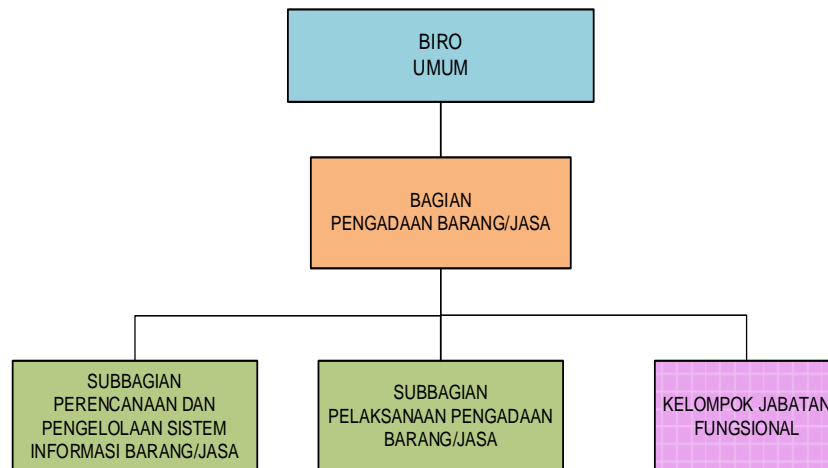 BIRO
UMUM
BAGIAN
PENGADAAN BARANG/JASA
SUBBAGIAN
PERENCANAAN DAN
PENGELOLAAN SISTEM
INFORMASI BARANG/JASA
SUBBAGIAN
PELAKSANAAN PENGADAAN
BARANG/JASA
KELOMPOK JABATAN
FUNGSIONAL